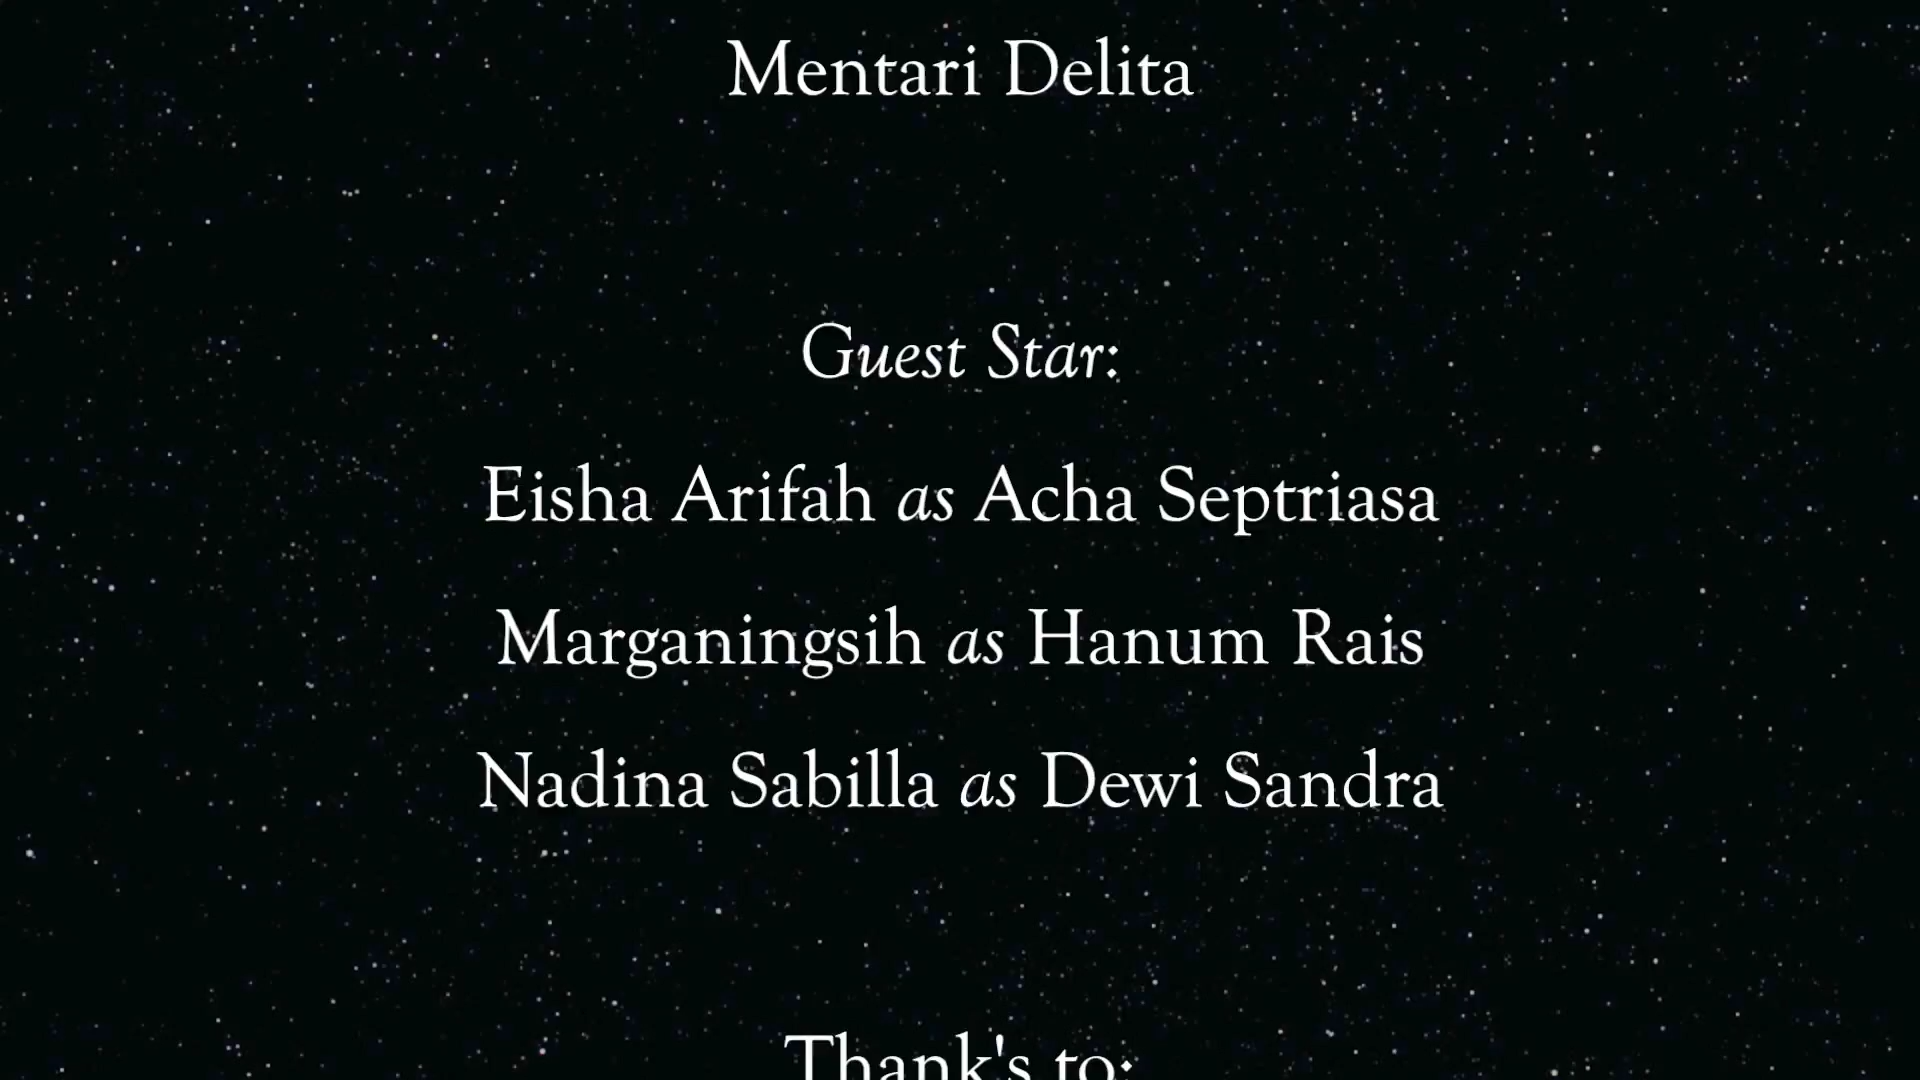 Mentari Delita
Guest Star:
Eisha Arifah as Acha Septriasa
Marganingsih as Hanum Rais
Nadina Sabilla as Dewi Sandra
Thank's to: